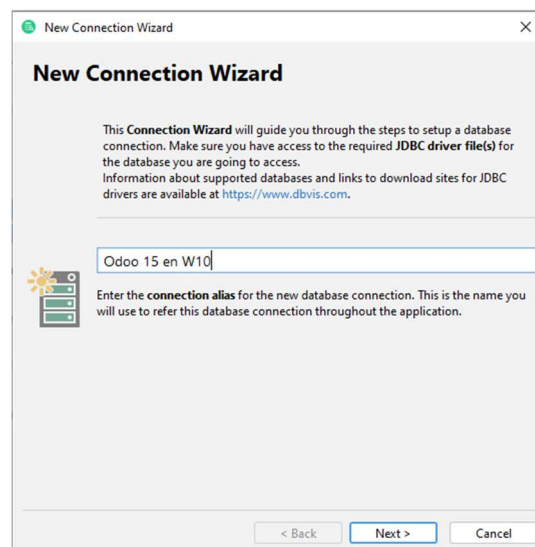 New Connection Wizard
New Connection Wizard
This Connection Wizard will guide you through the steps to setup a database
connection. Make sure you have access to the required JDBC driver file(s) for
the database you are going to access.
Information about supported databases and links to download sites for JDBC
drivers are available at https://www.dbvis.com.
Odoo 15 en W10
Enter the connection alias for the new database connection. This is the name you
will use to refer this database connection throughout the application.
< Back Next > Cancel